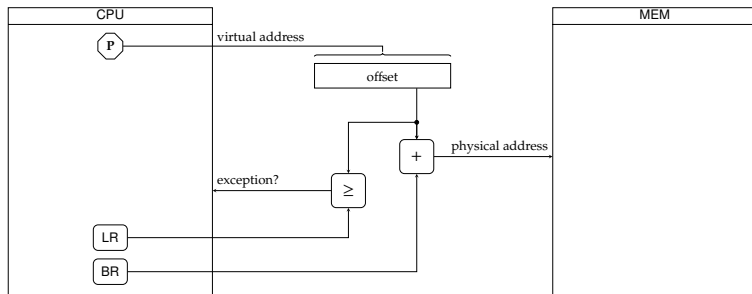 CPU
MEM
P
virtual address
offset
+
physical address
exception?
≥
LR
BR